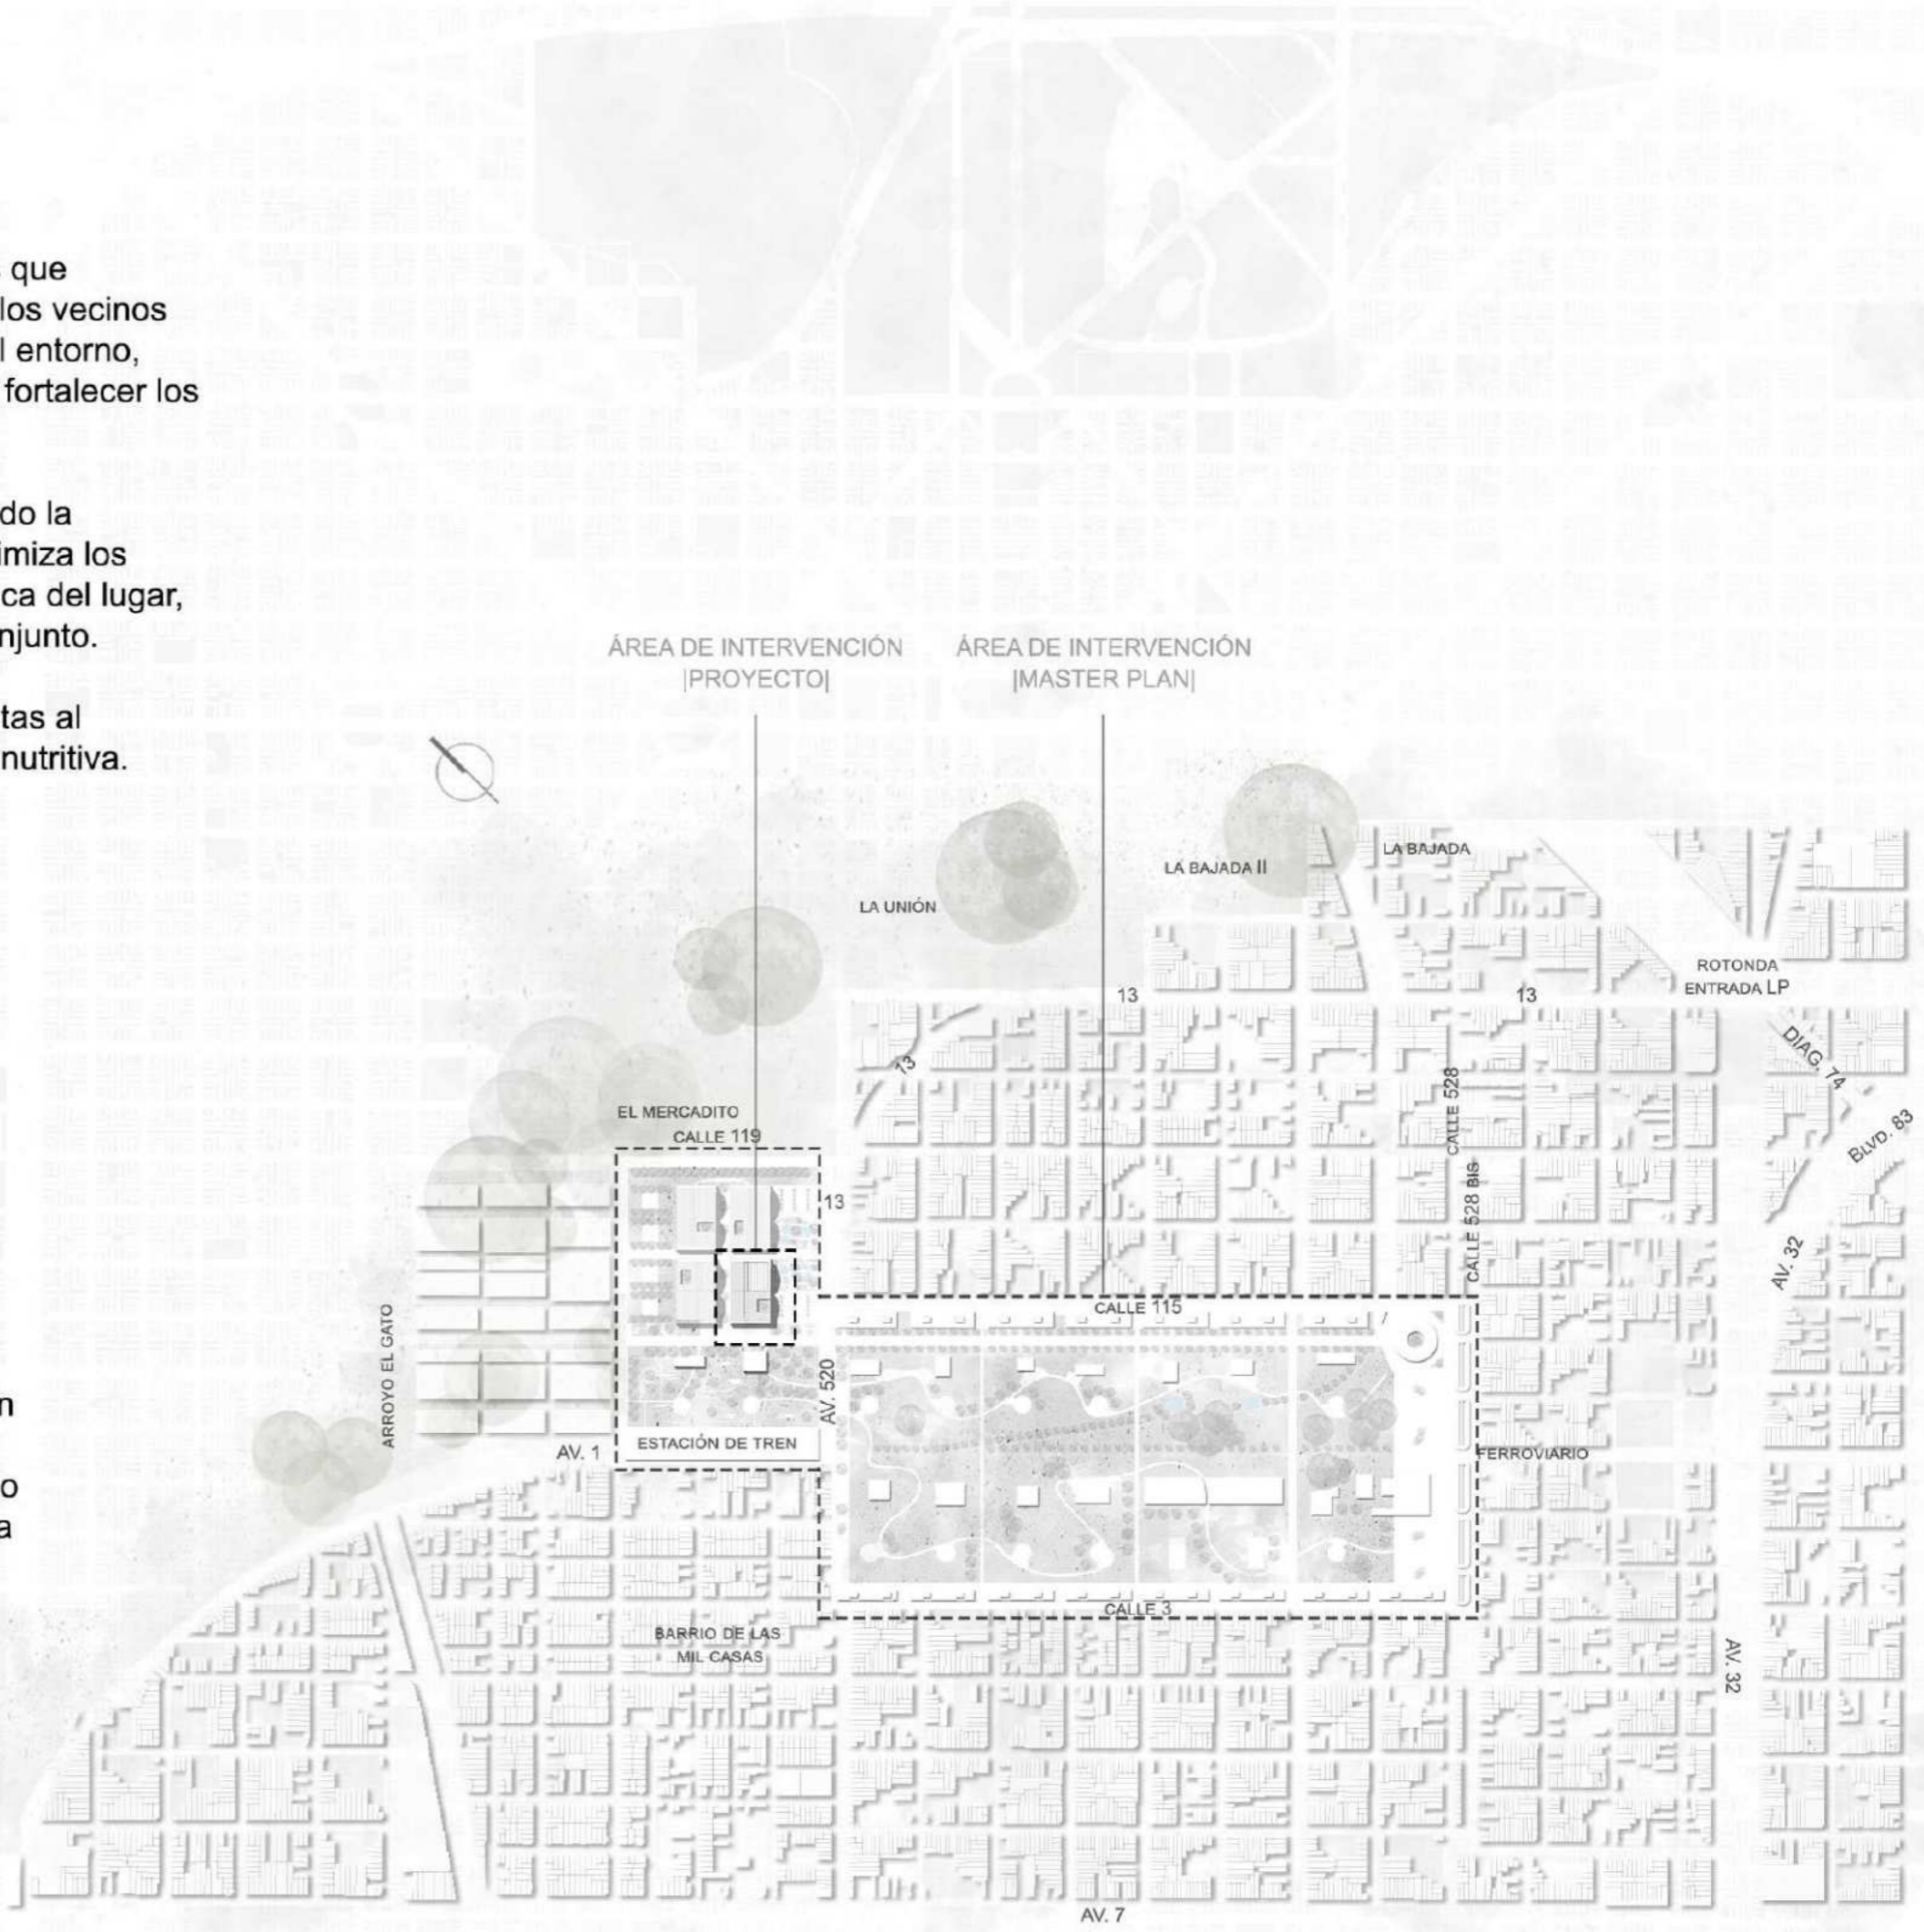 que
los vecinos
l entorno,
fortalecer los
do la
imiza los
ca del lugar,
njunto.
tas al
nutritiva.
n
o
a
ÁREA DE INTERVENCIÓN
|PROYECTO|
ÁREA DE INTERVENCIÓN
|MASTER PLAN|
LA BAJADA
LA BAJADA II
LA UNIÓN
ROTONDA
ENTRADA LP
13
13
13
DIAG. 74
CALLE 528
EL MERCADITO
CALLE 119
BLVD. 83
13
CALLE 528 BIS
AV. 32
CALLE 115
ARROYO EL GATO
AV. 520
ESTACIÓN DE TREN
AV. 1
FERROVIARIO
CALLE 3
BARRIO DE LAS
MIL CASAS
AV. 32
AV. 7